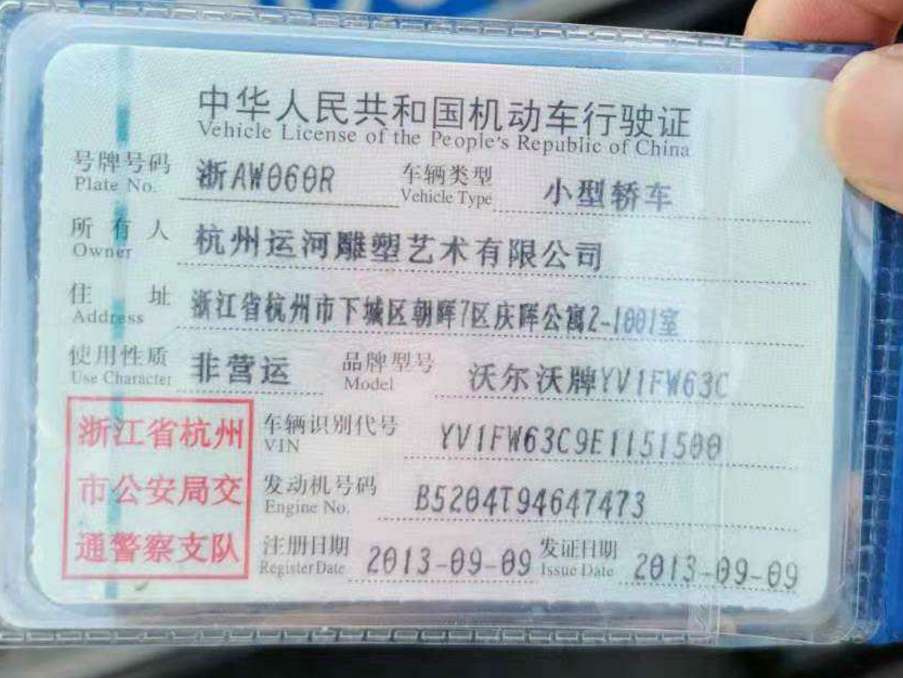 中华人民共和国机动车行驶证
Vehicle License of the People's Republic of China
号牌号码 浙AW060R 车辆类型 小型轿车
Plate No. Vehicle Type
所有人 杭州运河雕塑艺术有限公司
Owner
住址 浙江省杭州市下城区朝晖7区庆晖公寓2-1001室
Address
使用性质 非营运 品牌型号 沃尔沃牌YV1FW63C
Use Character Model
浙江省杭州
市公安局交
通警察支队
车辆识别代号 YV1FW63C9E1151500
VIN
发动机号码 B5204T94647473
Engine No.
注册日期 2013-09-09 发证日期 2013-09-09
Register Date Issue Date